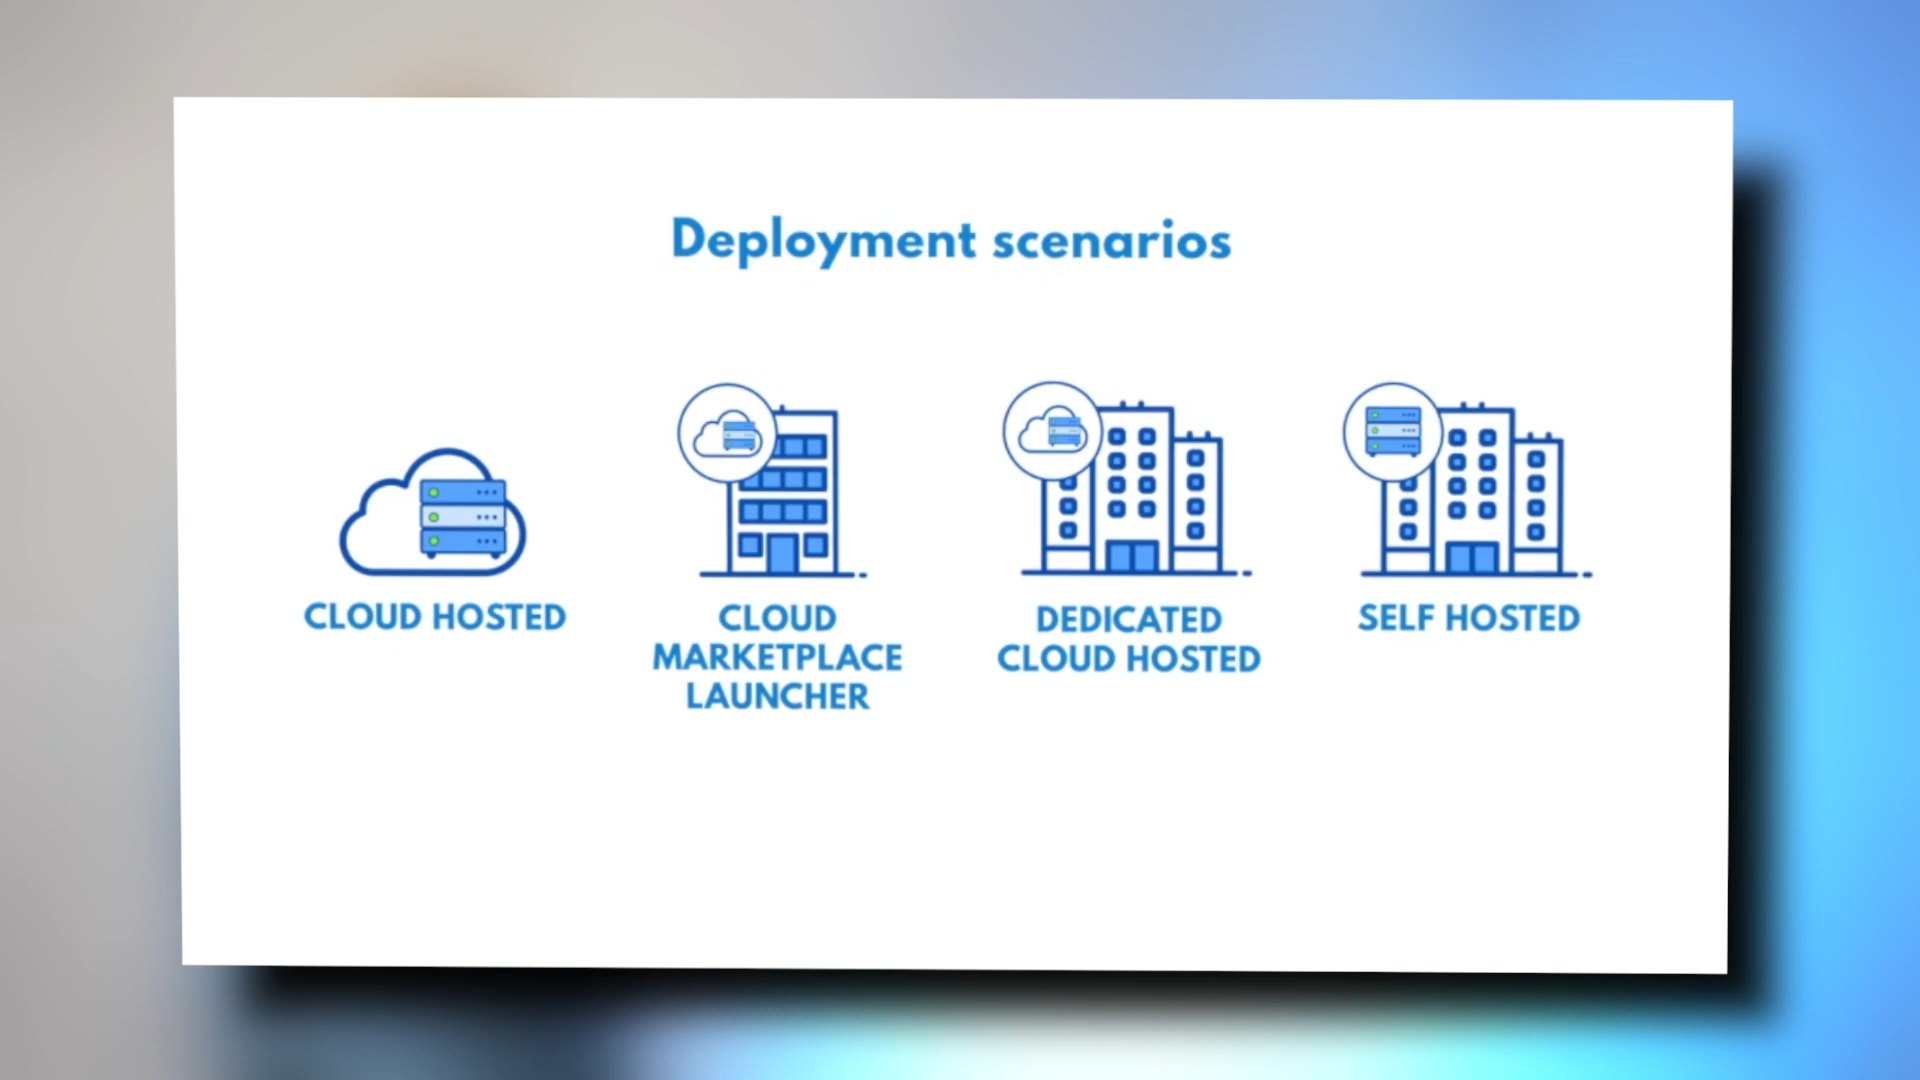 Deployment scenarios
CLOUD HOSTED
CLOUD
MARKETPLACE
LAUNCHER
DEDICATED
CLOUD HOSTED
SELF HOSTED